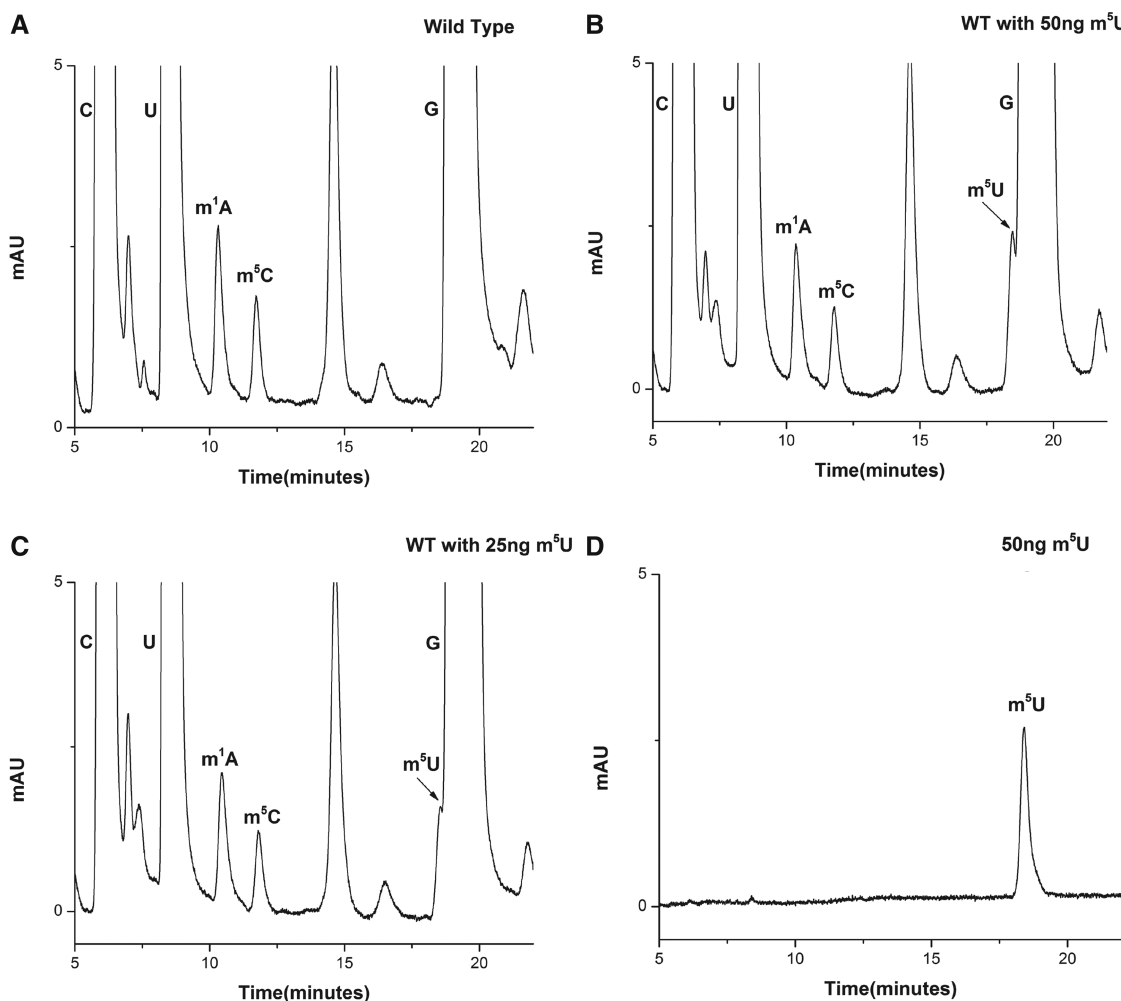 A
Wild Type
5
C
U
G
m¹A
m⁵C
mAU
0
5
10
15
20
Time(minutes)
B
WT with 50ng m⁵U
5
C
U
G
m⁵U
m¹A
m⁵C
mAU
0
5
10
15
20
Time(minutes)
C
WT with 25ng m⁵U
5
C
U
G
m⁵U
m¹A
m⁵C
mAU
0
5
10
15
20
Time(minutes)
D
50ng m⁵U
5
m⁵U
mAU
0
5
10
15
20
Time(minutes)